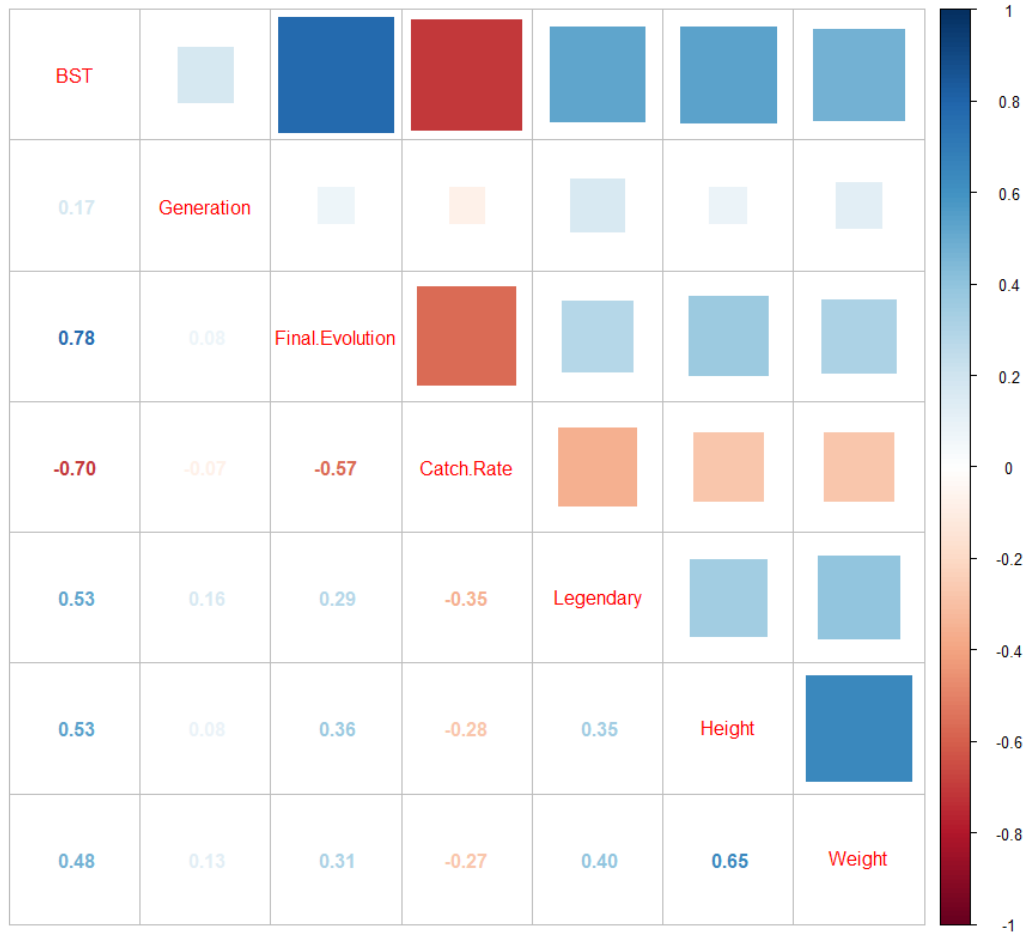 BST
0.17 Generation
0.78 0.08 Final.Evolution
-0.70 -0.07 -0.57 Catch.Rate
0.53 0.16 0.29 -0.35 Legendary
0.53 0.08 0.36 -0.28 0.35 Height
0.48 0.13 0.31 -0.27 0.40 0.65 Weight
1
0.8
0.6
0.4
0.2
0
-0.2
-0.4
-0.6
-0.8
-1